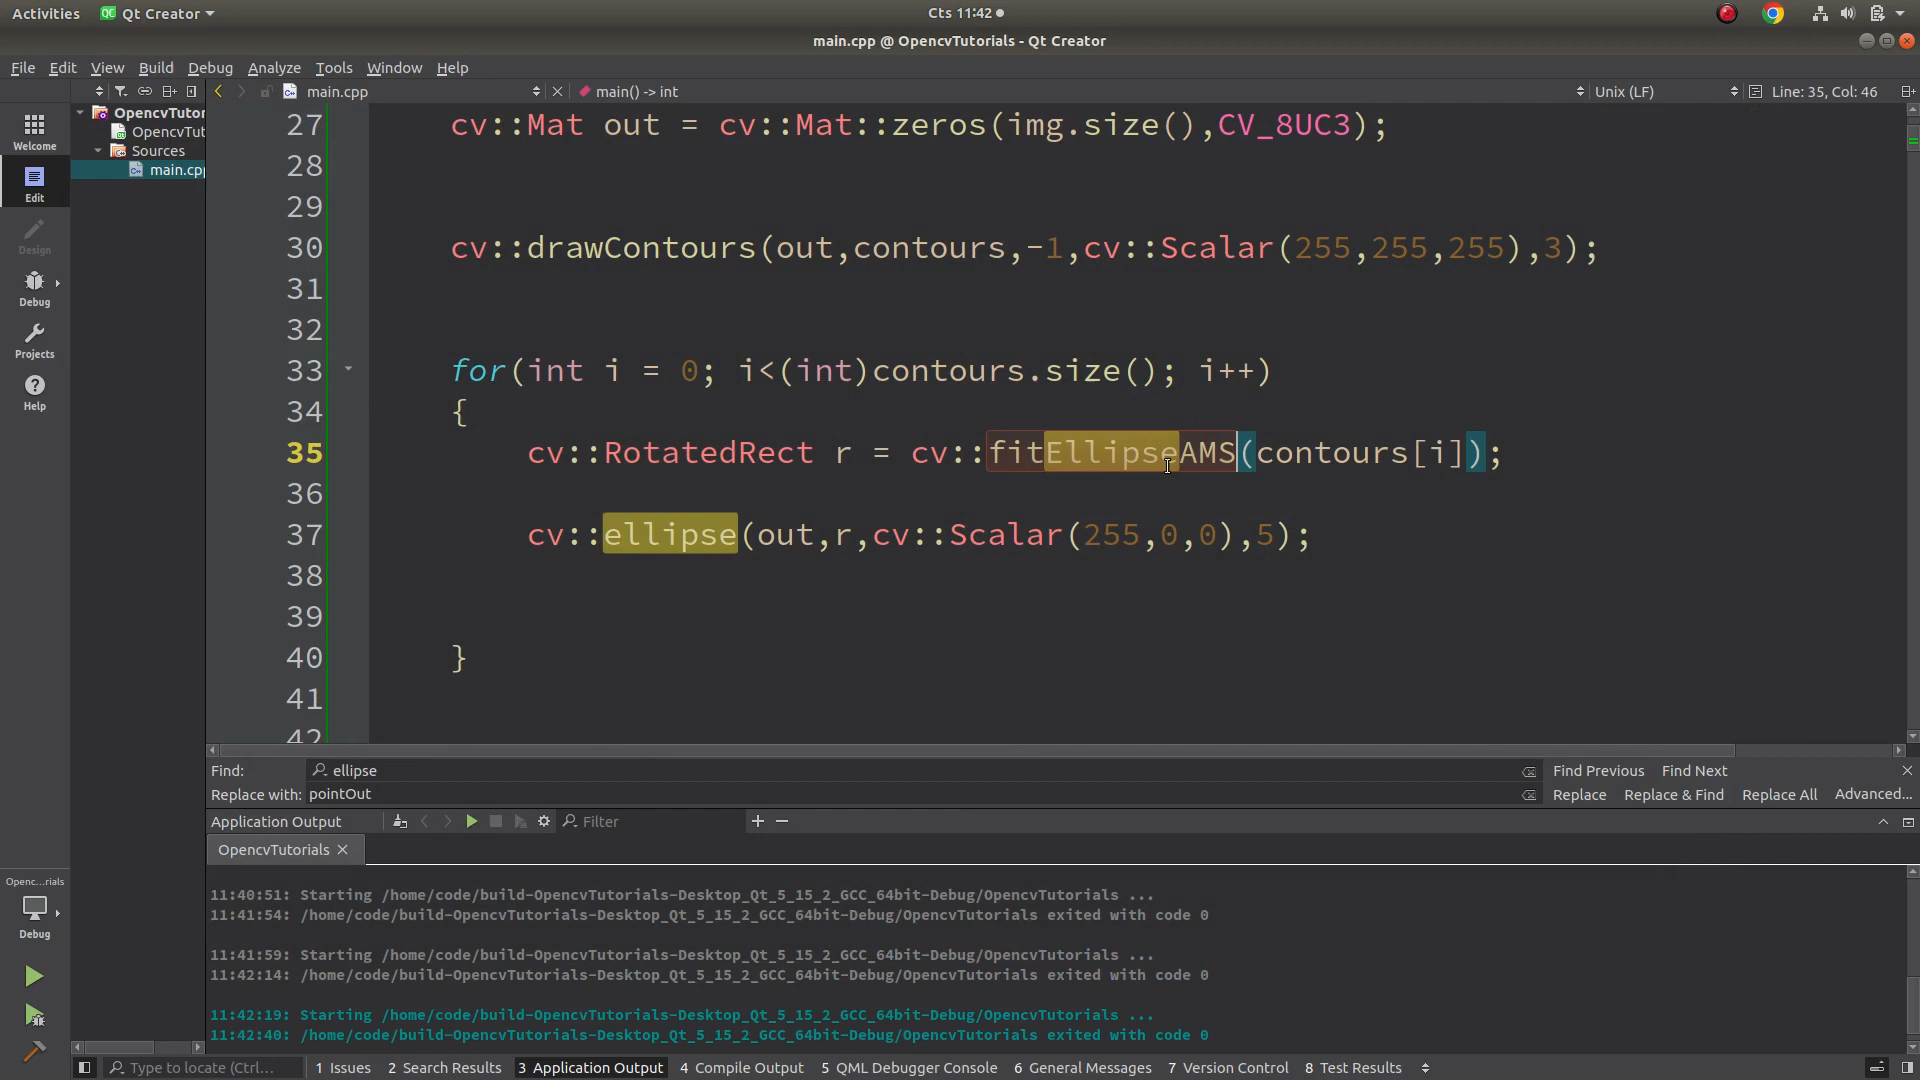 Activities Qt Creator Cts 11:42
main.cpp @ OpencvTutorials - Qt Creator
File Edit View Build Debug Analyze Tools Window Help
main.cpp main() -> int Unix (LF) Line: 35, Col: 46
OpencvTutor
OpencvTut
Sources
main.cpp
Welcome
Edit
Design
Debug
Projects
Help
27 cv::Mat out = cv::Mat::zeros(img.size(),CV_8UC3);
28
29
30 cv::drawContours(out,contours,-1,cv::Scalar(255,255,255),3);
31
32
33 for(int i = 0; i<(int)contours.size(); i++)
34 {
35 cv::RotatedRect r = cv::fitEllipseAMS(contours[i]);
36
37 cv::ellipse(out,r,cv::Scalar(255,0,0),5);
38
39
40 }
41
42
Find: ellipse Find Previous Find Next
Replace with: pointOut Replace Replace & Find Replace All Advanced...
Application Output Filter
OpencvTutorials
11:40:51: Starting /home/code/build-OpencvTutorials-Desktop_Qt_5_15_2_GCC_64bit-Debug/OpencvTutorials ...
11:41:54: /home/code/build-OpencvTutorials-Desktop_Qt_5_15_2_GCC_64bit-Debug/OpencvTutorials exited with code 0
11:41:59: Starting /home/code/build-OpencvTutorials-Desktop_Qt_5_15_2_GCC_64bit-Debug/OpencvTutorials ...
11:42:14: /home/code/build-OpencvTutorials-Desktop_Qt_5_15_2_GCC_64bit-Debug/OpencvTutorials exited with code 0
11:42:19: Starting /home/code/build-OpencvTutorials-Desktop_Qt_5_15_2_GCC_64bit-Debug/OpencvTutorials ...
11:42:40: /home/code/build-OpencvTutorials-Desktop_Qt_5_15_2_GCC_64bit-Debug/OpencvTutorials exited with code 0
Openc...rials
Debug
Type to locate (Ctrl... 1 Issues 2 Search Results 3 Application Output 4 Compile Output 5 QML Debugger Console 6 General Messages 7 Version Control 8 Test Results